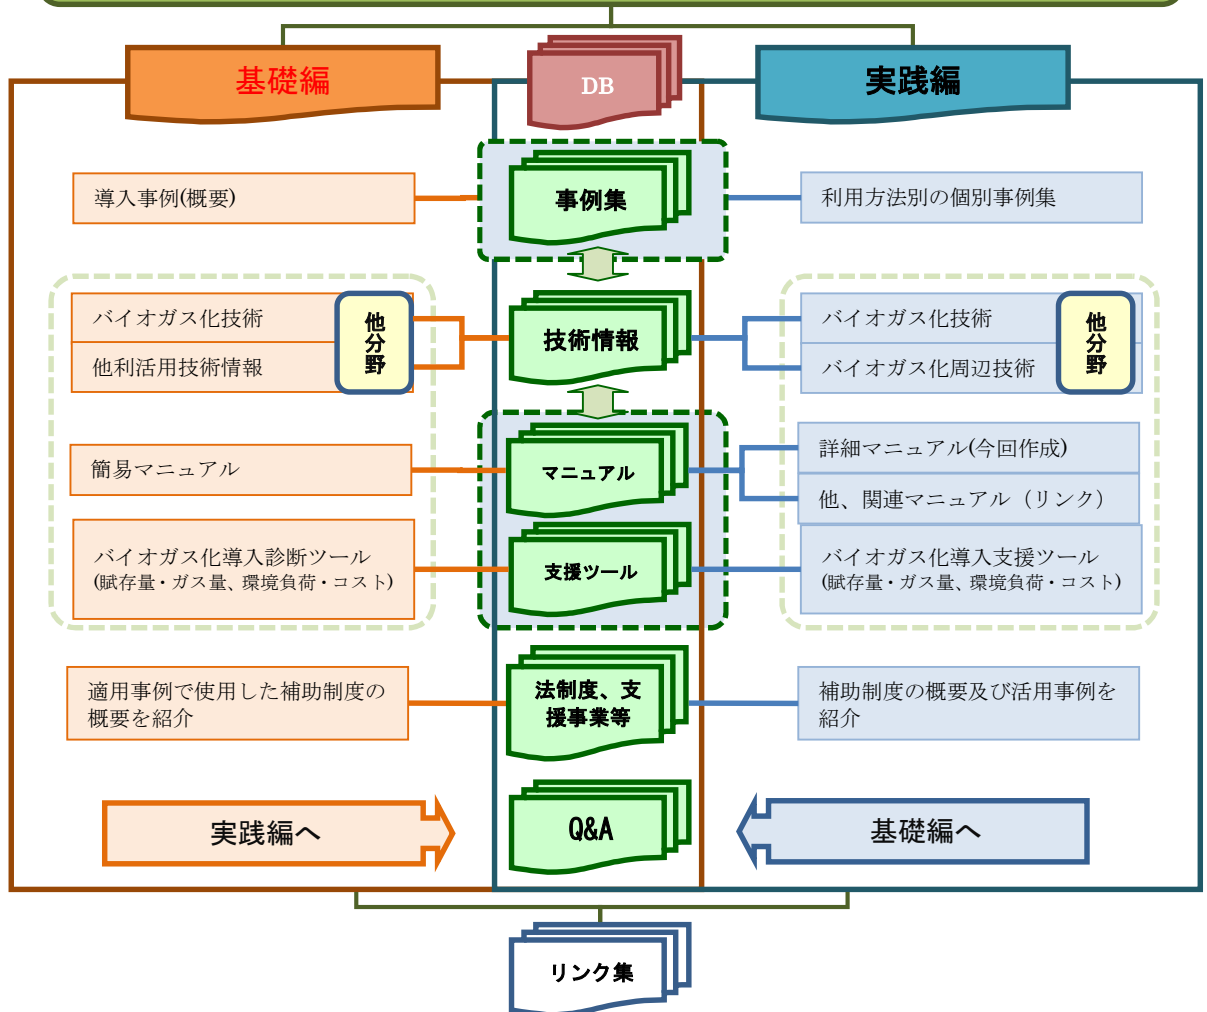 基礎編
DB
実践編
導入事例(概要)
事例集
利用方法別の個別事例集
バイオガス化技術
他利活用技術情報
他
分
野
技術情報
バイオガス化技術
バイオガス化周辺技術
他
分
野
簡易マニュアル
マニュアル
詳細マニュアル(今回作成)
他、関連マニュアル（リンク）
バイオガス化導入診断ツール
(賦存量・ガス量、環境負荷・コスト)
支援ツール
バイオガス化導入支援ツール
(賦存量・ガス量、環境負荷・コスト)
適用事例で使用した補助制度の
概要を紹介
法制度、支
援事業等
補助制度の概要及び活用事例を
紹介
実践編へ
Q&A
基礎編へ
リンク集